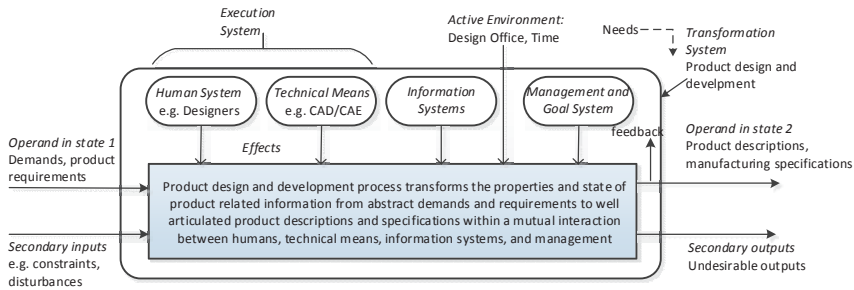 Execution
System
Active Environment:
Design Office, Time
Needs
Transformation
System
Product design and
develpment
Human System
e.g. Designers
Technical Means
e.g. CAD/CAE
Information
Systems
Management and
Goal System
feedback
Operand in state 1
Demands, product
requirements
Effects
Operand in state 2
Product descriptions,
manufacturing specifications
Product design and development process transforms the properties and state of
product related information from abstract demands and requirements to well
articulated product descriptions and specifications within a mutual interaction
between humans, technical means, information systems, and management
Secondary inputs
e.g. constraints,
disturbances
Secondary outputs
Undesirable outputs